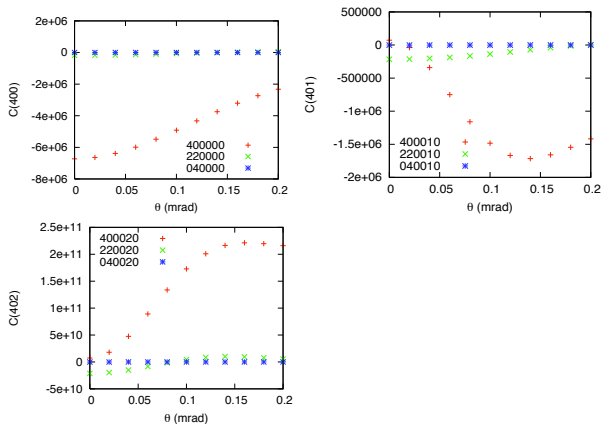 2e+06
0
-2e+06
-4e+06
-6e+06
-8e+06
C(400)
400000
220000
040000
0 0.05 0.1 0.15 0.2
θ (mrad)
500000
0
-500000
-1e+06
-1.5e+06
-2e+06
C(401)
400010
220010
040010
0 0.05 0.1 0.15 0.2
θ (mrad)
2.5e+11
2e+11
1.5e+11
1e+11
5e+10
0
-5e+10
C(402)
400020
220020
040020
0 0.05 0.1 0.15 0.2
θ (mrad)